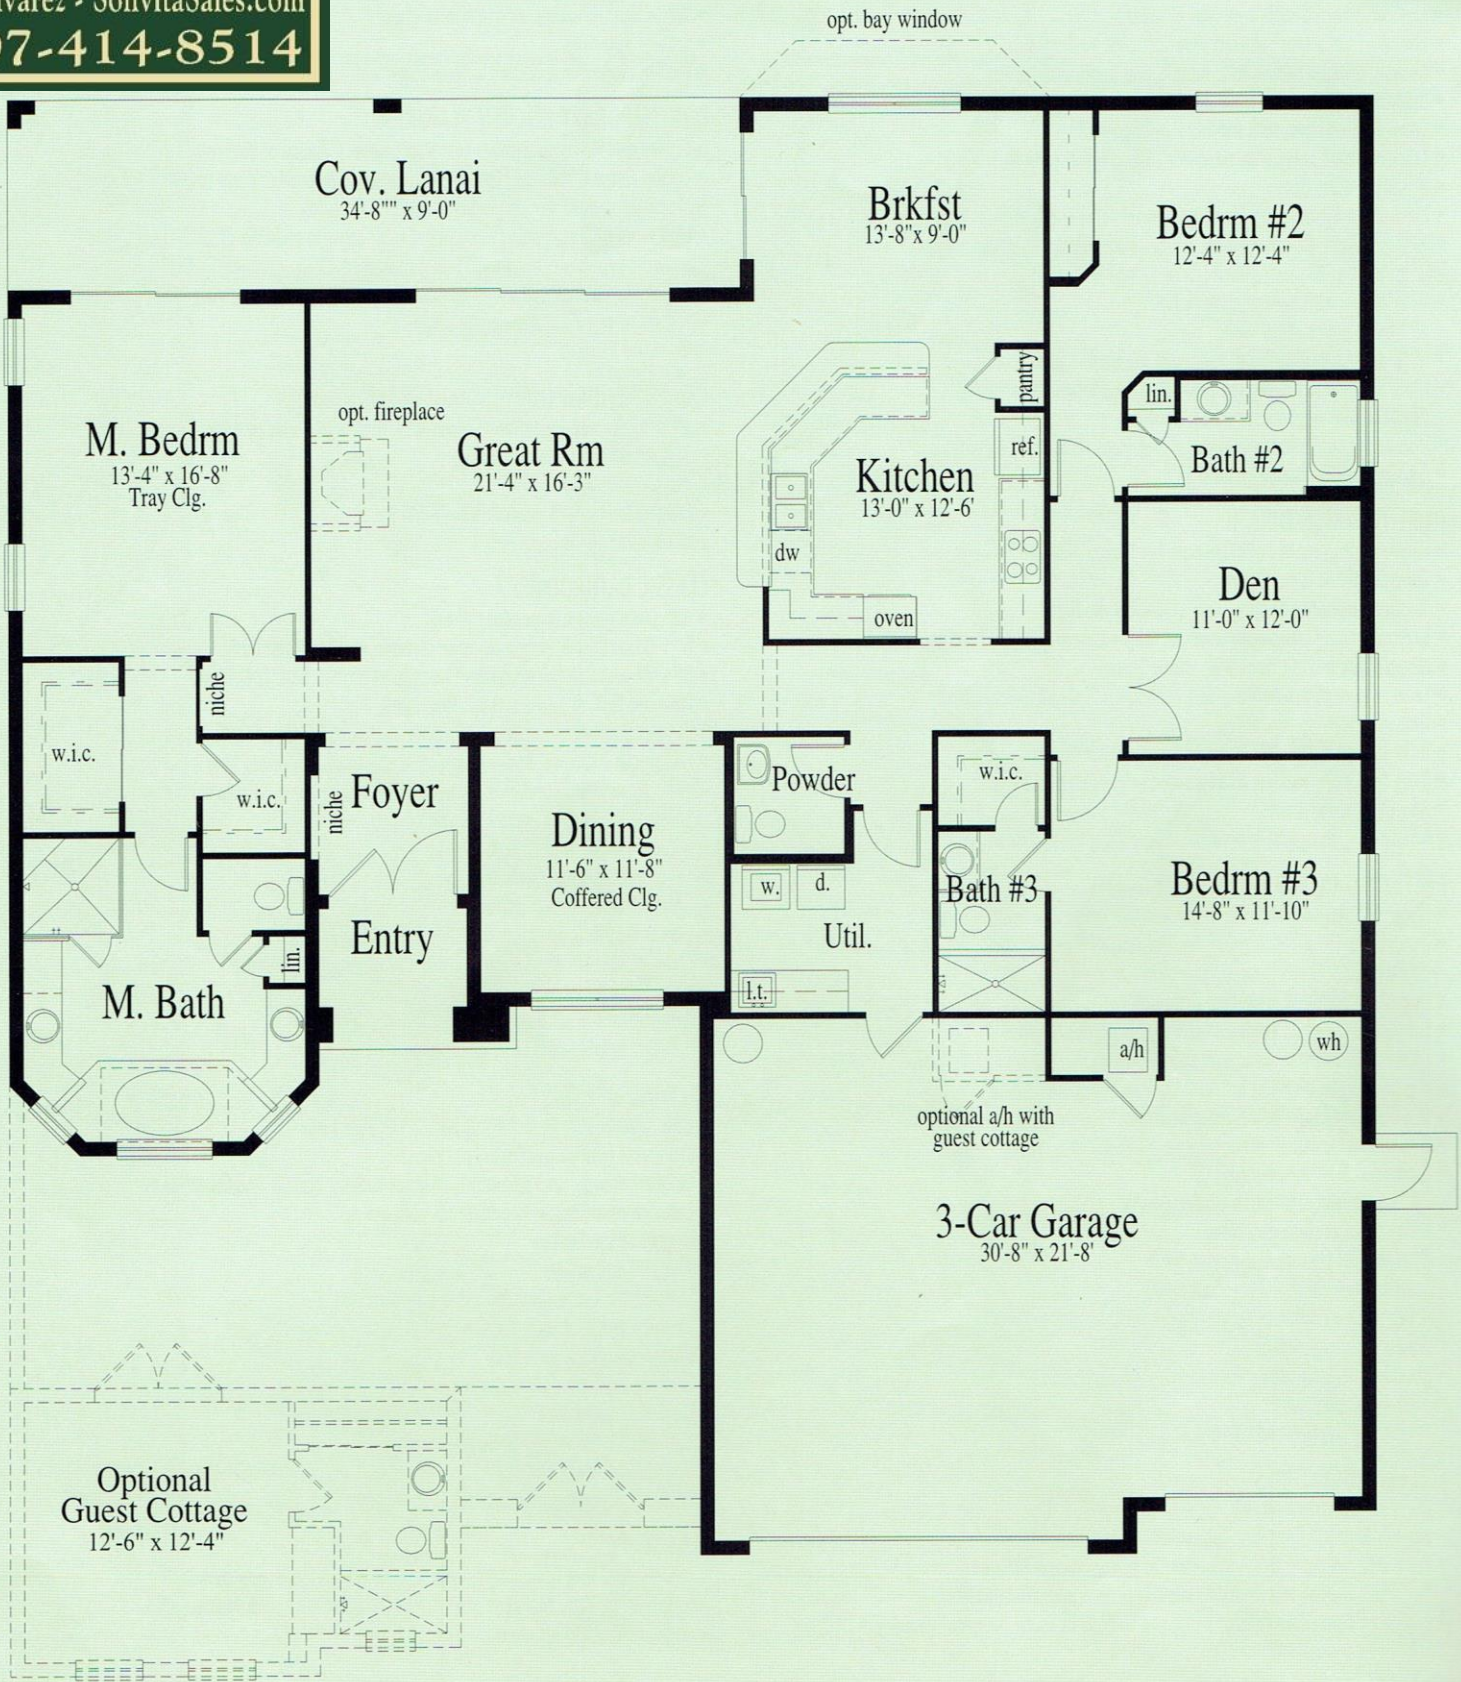 SolivitaSales.com
7-414-8514
opt. bay window
Cov. Lanai
34'-8"" x 9'-0"
Brkfst
13'-8"x 9'-0"
Bedrm #2
12'-4" x 12'-4"
M. Bedrm
13'-4" x 16'-8"
Tray Clg.
opt. fireplace
Great Rm
21'-4" x 16'-3"
pantry
ref.
Kitchen
13'-0" x 12'-6'
dw
oven
lin.
Bath #2
Den
11'-0" x 12'-0"
niche
w.i.c.
w.i.c.
niche
Foyer
Dining
11'-6" x 11'-8"
Coffered Clg.
Powder
w.i.c.
w.
d.
Bath #3
Bedrm #3
14'-8" x 11'-10"
Entry
Util.
lin.
l.t.
M. Bath
a/h
wh
optional a/h with
guest cottage
3-Car Garage
30'-8" x 21'-8'
Optional
Guest Cottage
12'-6" x 12'-4"